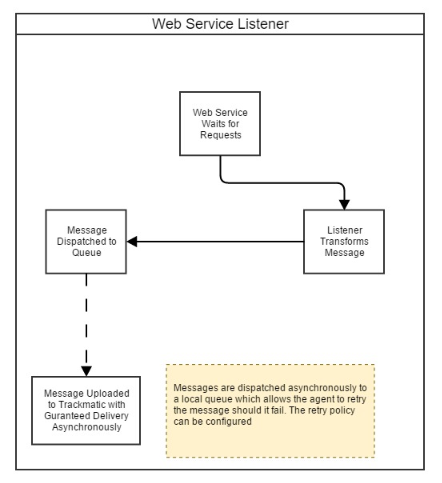 Web Service Listener
Web Service
Waits for
Requests
Message
Dispatched to
Queue
Listener
Transforms
Message
Message Uploaded
to Trackmatic with
Guranteed Delivery
Asynchronously
Messages are dispatched asynchronously to
a local queue which allows the agent to retry
the message should it fail. The retry policy
can be configured